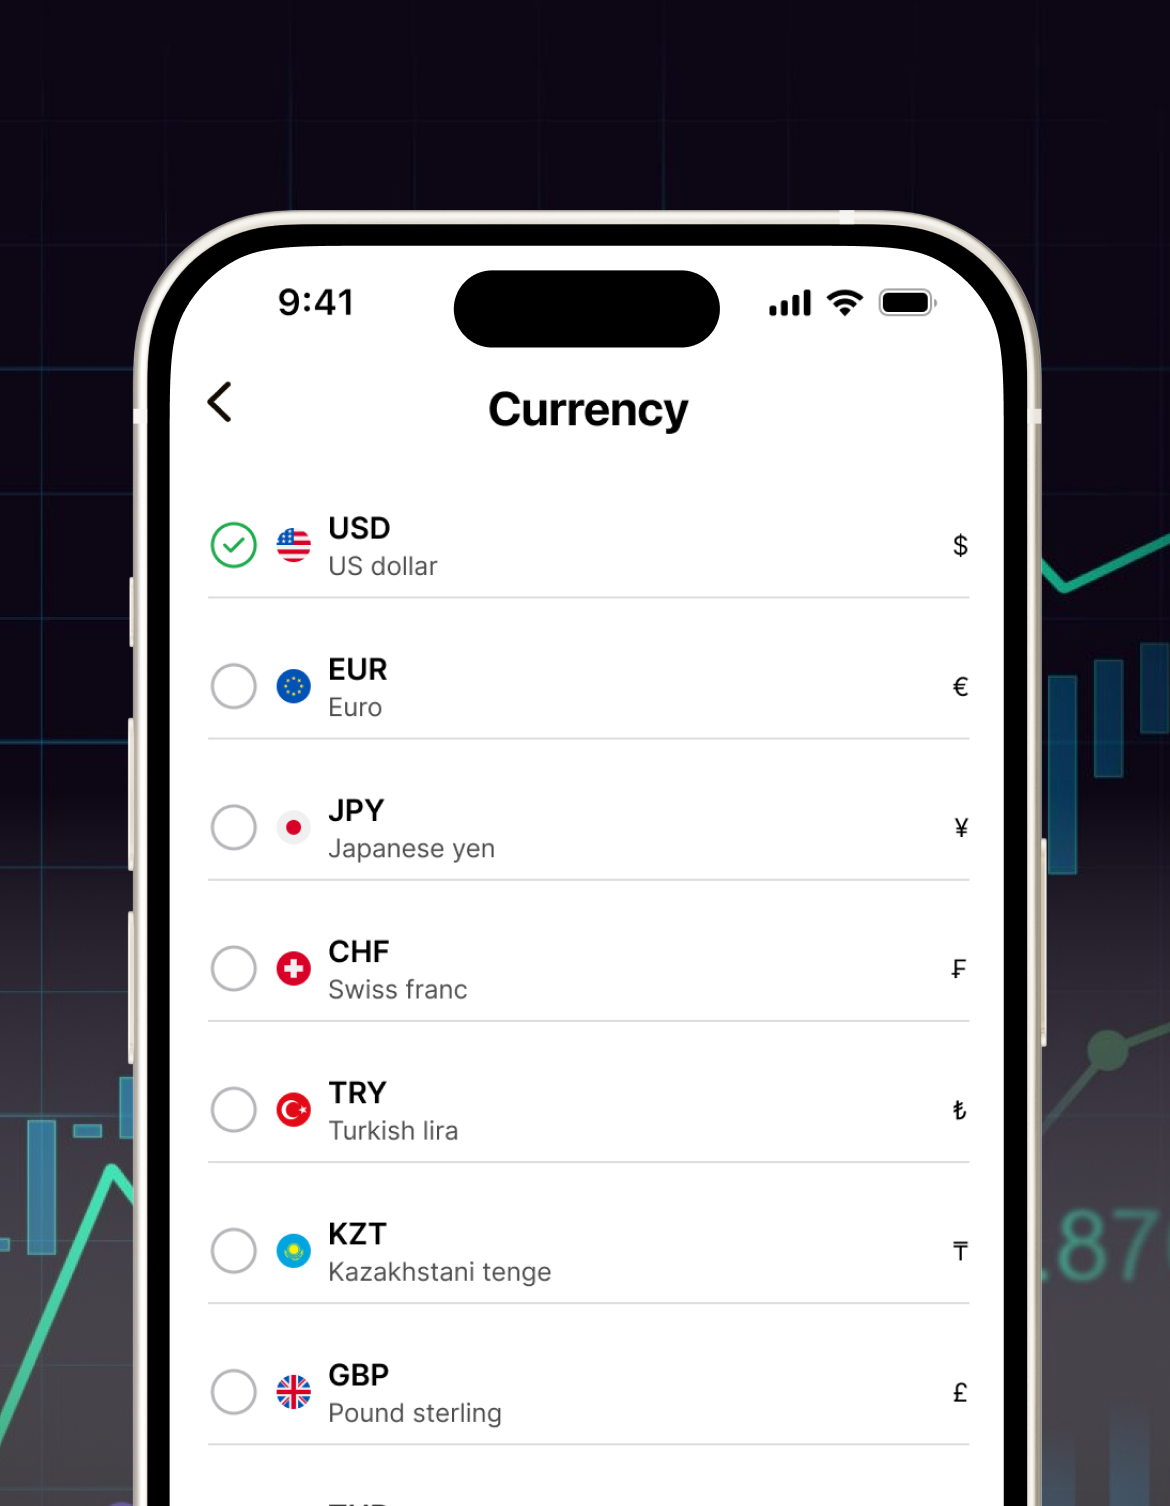 9:41
Currency
USD
US dollar
$
EUR
Euro
€
JPY
Japanese yen
¥
CHF
Swiss franc
₣
TRY
Turkish lira
₺
KZT
Kazakhstani tenge
₸
.87
GBP
Pound sterling
£